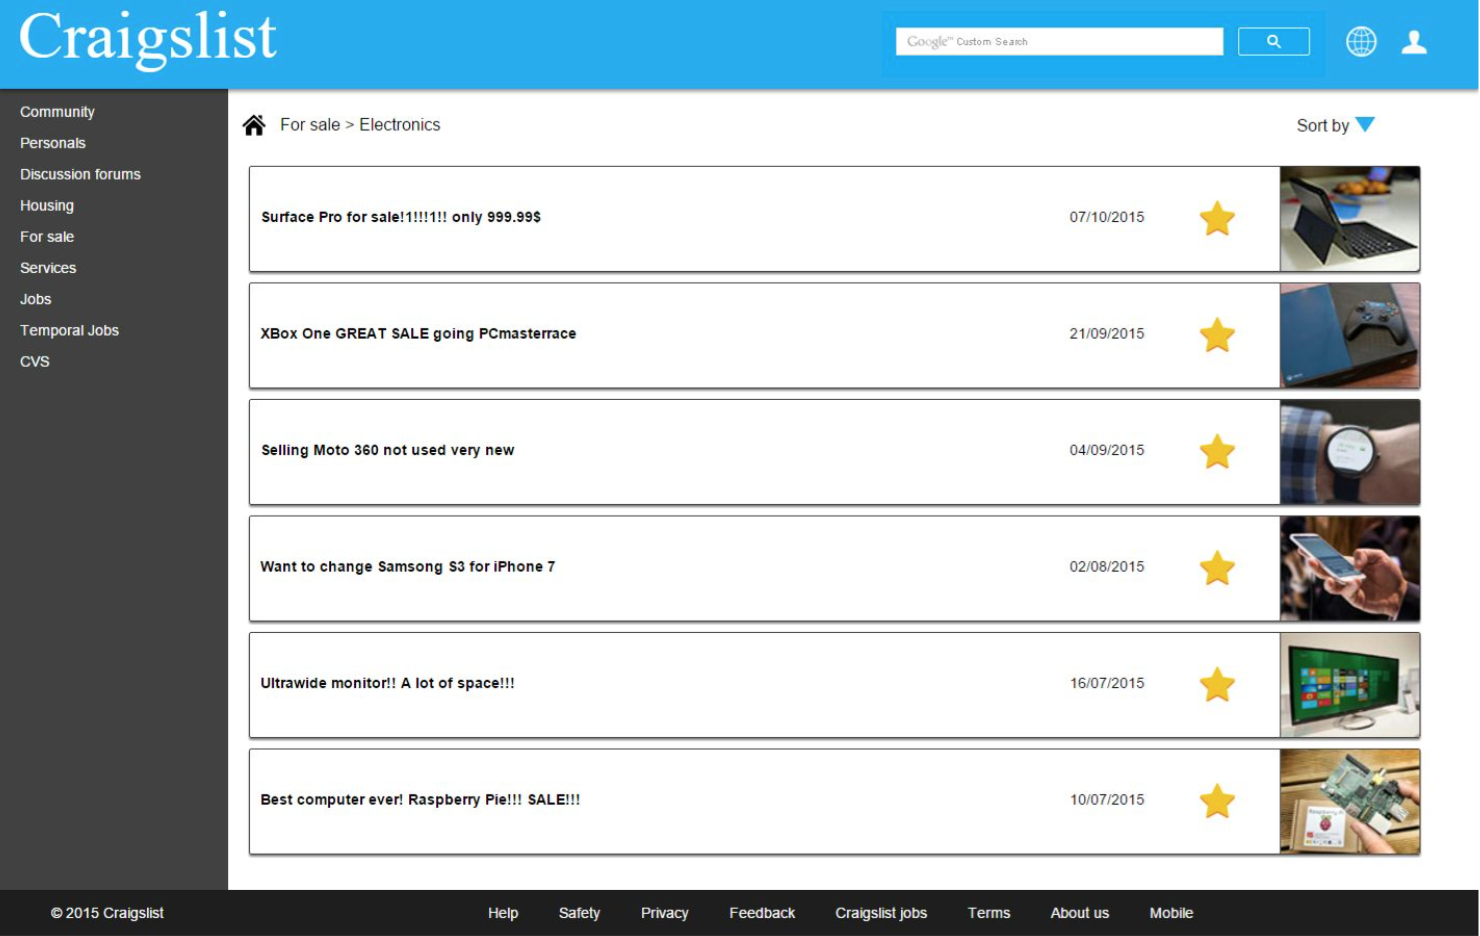 Craigslist
Google™ Custom Search
Community
Personals
Discussion forums
Housing
For sale
Services
Jobs
Temporal Jobs
CVS
For sale > Electronics
Sort by
Surface Pro for sale!1!!!1!! only 999.99$ 07/10/2015
XBox One GREAT SALE going PCmasterrace 21/09/2015
Selling Moto 360 not used very new 04/09/2015
Want to change Samsong S3 for iPhone 7 02/08/2015
Ultrawide monitor!! A lot of space!!! 16/07/2015
Best computer ever! Raspberry Pie!!! SALE!!! 10/07/2015
Raspberry Pi
© 2015 Craigslist Help Safety Privacy Feedback Craigslist jobs Terms About us Mobile